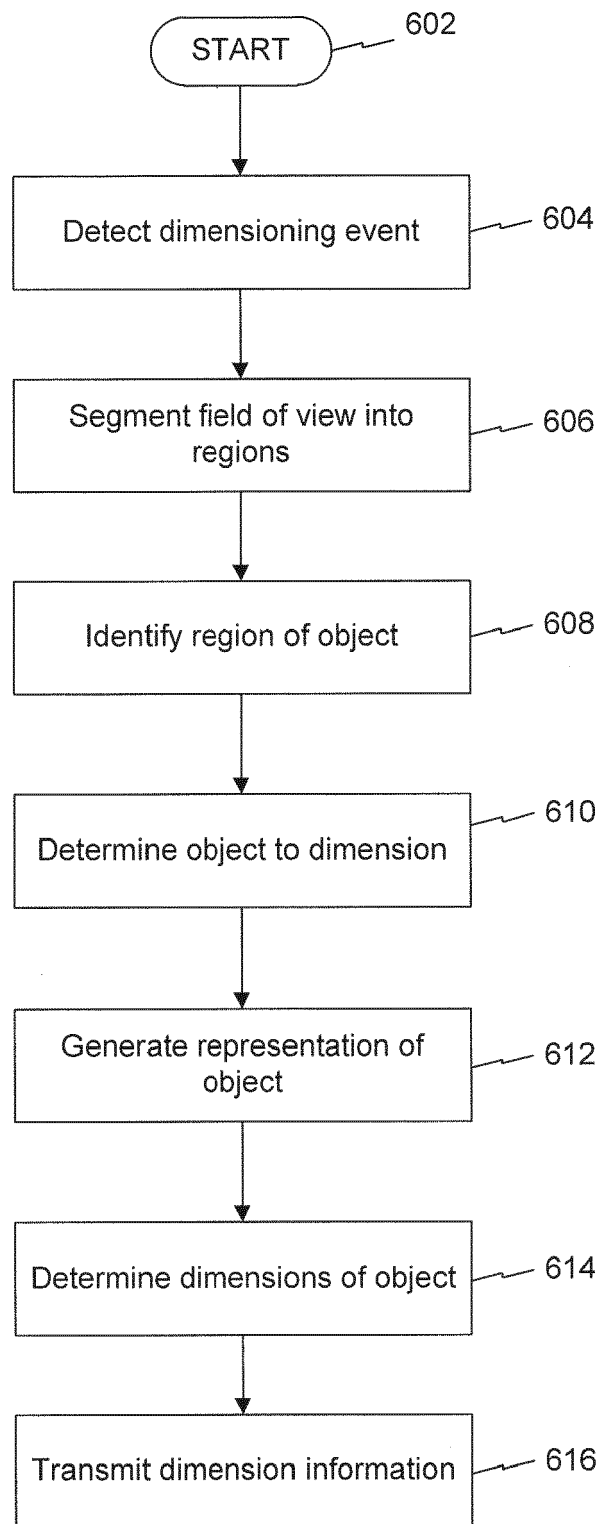 START
602
Detect dimensioning event
604
Segment field of view into
regions
606
Identify region of object
608
Determine object to dimension
610
Generate representation of
object
612
Determine dimensions of object
614
Transmit dimension information
616